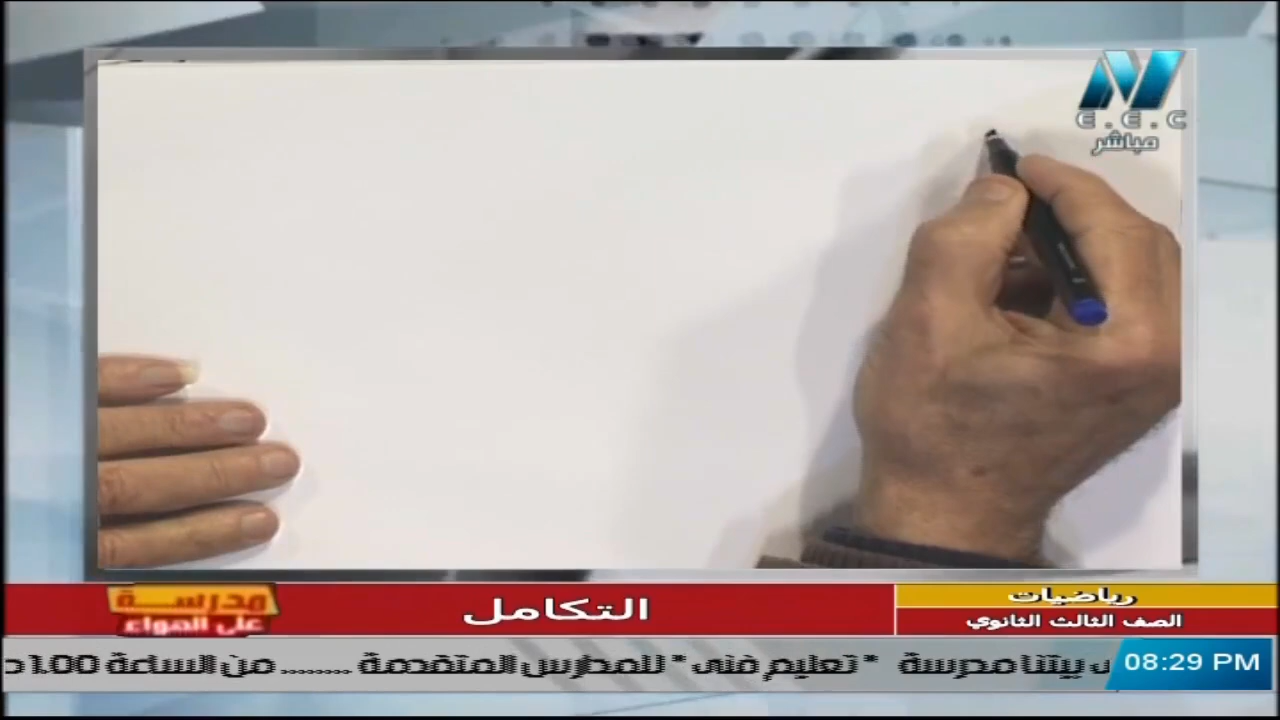 E.E.C
مباشر
رياضيات
التكامل
مدرسة
على الهواء
الصف الثالث الثانوي
بيتنا مدرسة "تعليم فنى" للمدارس المتقدمة ........ من الساعة 1.00
08:29 PM